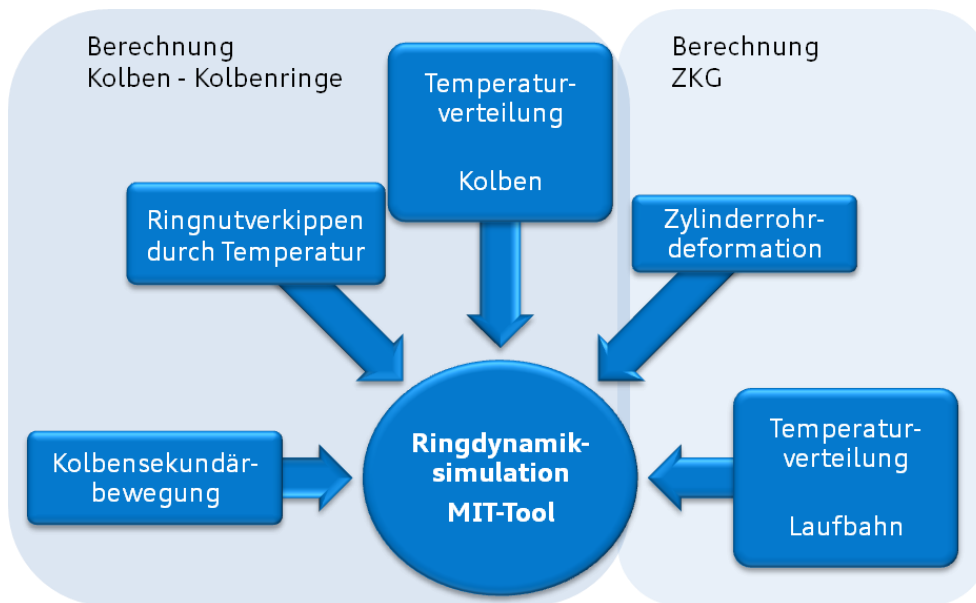 Berechnung
Kolben - Kolbenringe
Berechnung
ZKG
Temperatur-
verteilung
Kolben
Ringnutverkippen
durch Temperatur
Zylinderrohr-
deformation
Kolbensekundär-
bewegung
Ringdynamik-
simulation
MIT-Tool
Temperatur-
verteilung
Laufbahn